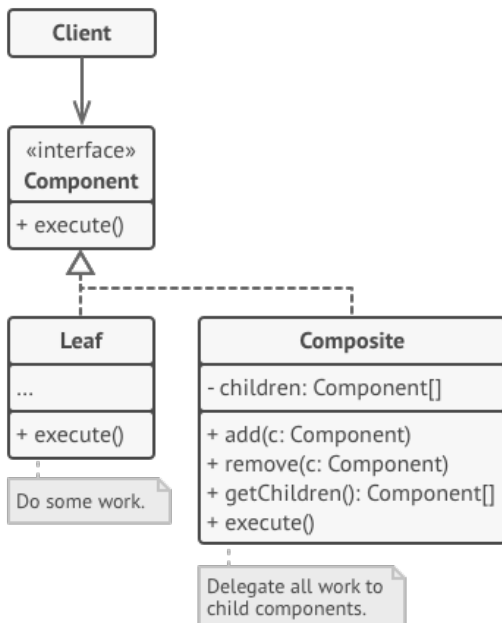 Client
«interface»
Component
+ execute()
Leaf
...
+ execute()
Do some work.
Composite
- children: Component[]
+ add(c: Component)
+ remove(c: Component)
+ getChildren(): Component[]
+ execute()
Delegate all work to
child components.